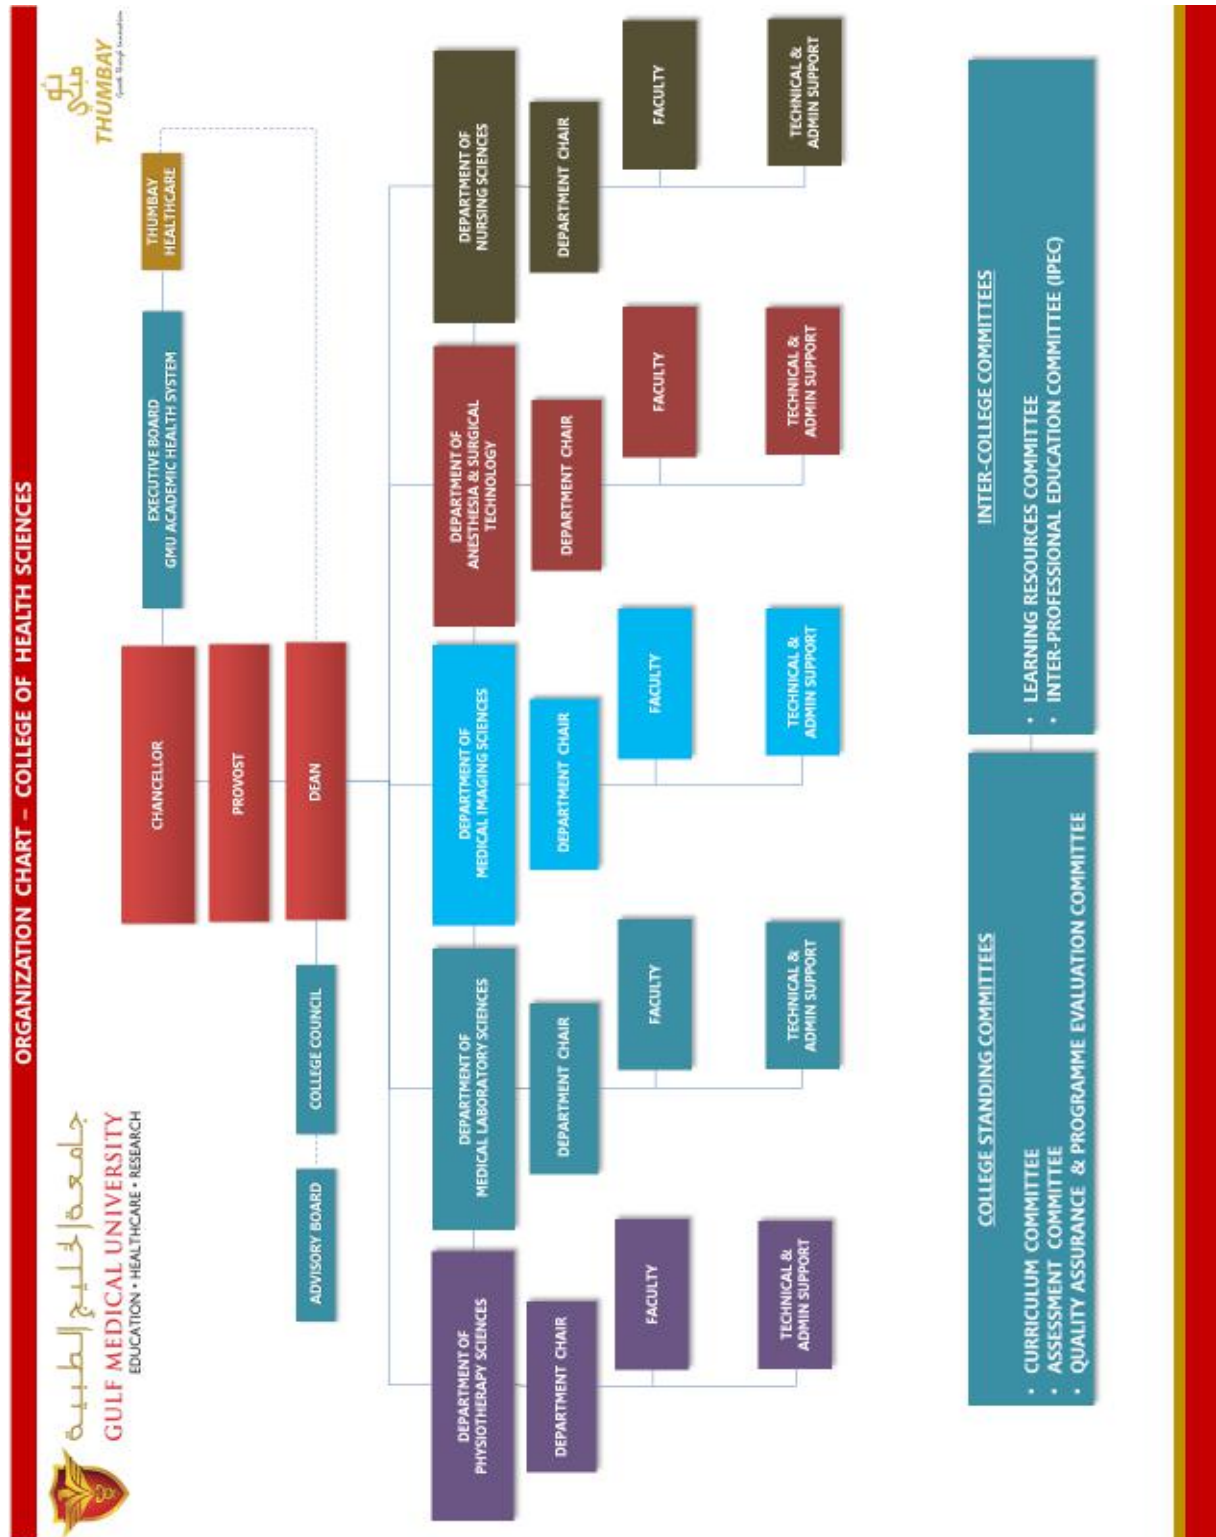 ORGANIZATION CHART – COLLEGE OF HEALTH SCIENCES
جامعة الخليج الطبية
GULF MEDICAL UNIVERSITY
EDUCATION • HEALTHCARE • RESEARCH
ثومبي
THUMBAY
Growth Through Innovation
CHANCELLOR
EXECUTIVE BOARD
GMU ACADEMIC HEALTH SYSTEM
THUMBAY
HEALTHCARE
PROVOST
ADVISORY BOARD
COLLEGE COUNCIL
DEAN
DEPARTMENT OF
PHYSIOTHERAPY SCIENCES
DEPARTMENT OF
MEDICAL LABORATORY SCIENCES
DEPARTMENT OF
MEDICAL IMAGING SCIENCES
DEPARTMENT OF
ANESTHESIA & SURGICAL
TECHNOLOGY
DEPARTMENT OF
NURSING SCIENCES
DEPARTMENT CHAIR
DEPARTMENT CHAIR
DEPARTMENT CHAIR
DEPARTMENT CHAIR
DEPARTMENT CHAIR
FACULTY
FACULTY
FACULTY
FACULTY
FACULTY
TECHNICAL &
ADMIN SUPPORT
TECHNICAL &
ADMIN SUPPORT
TECHNICAL &
ADMIN SUPPORT
TECHNICAL &
ADMIN SUPPORT
TECHNICAL &
ADMIN SUPPORT
COLLEGE STANDING COMMITTEES
• CURRICULUM COMMITTEE
• ASSESSMENT COMMITTEE
• QUALITY ASSURANCE & PROGRAMME EVALUATION COMMITTEE
INTER-COLLEGE COMMITTEES
• LEARNING RESOURCES COMMITTEE
• INTER-PROFESSIONAL EDUCATION COMMITTEE (IPEC)